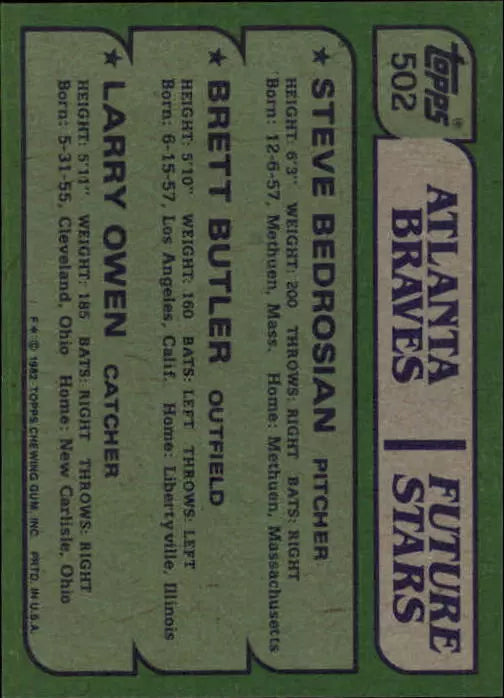 topps®
502
ATLANTA
BRAVES
FUTURE
STARS
★ STEVE BEDROSIAN PITCHER
HEIGHT: 6'3" WEIGHT: 200 THROWS: RIGHT BATS: RIGHT
Born: 12-6-57, Methuen, Mass. Home: Methuen, Massachusetts
★ BRETT BUTLER OUTFIELD
HEIGHT: 5'10" WEIGHT: 160 BATS: LEFT THROWS: LEFT
Born: 6-15-57, Los Angeles, Calif. Home: Libertyville, Illinois
★ LARRY OWEN CATCHER
HEIGHT: 5'11" WEIGHT: 185 BATS: RIGHT THROWS: RIGHT
Born: 5-31-55, Cleveland, Ohio Home: New Carlisle, Ohio
F★ © 1982 TOPPS CHEWING GUM, INC. PRTD. IN U.S.A.